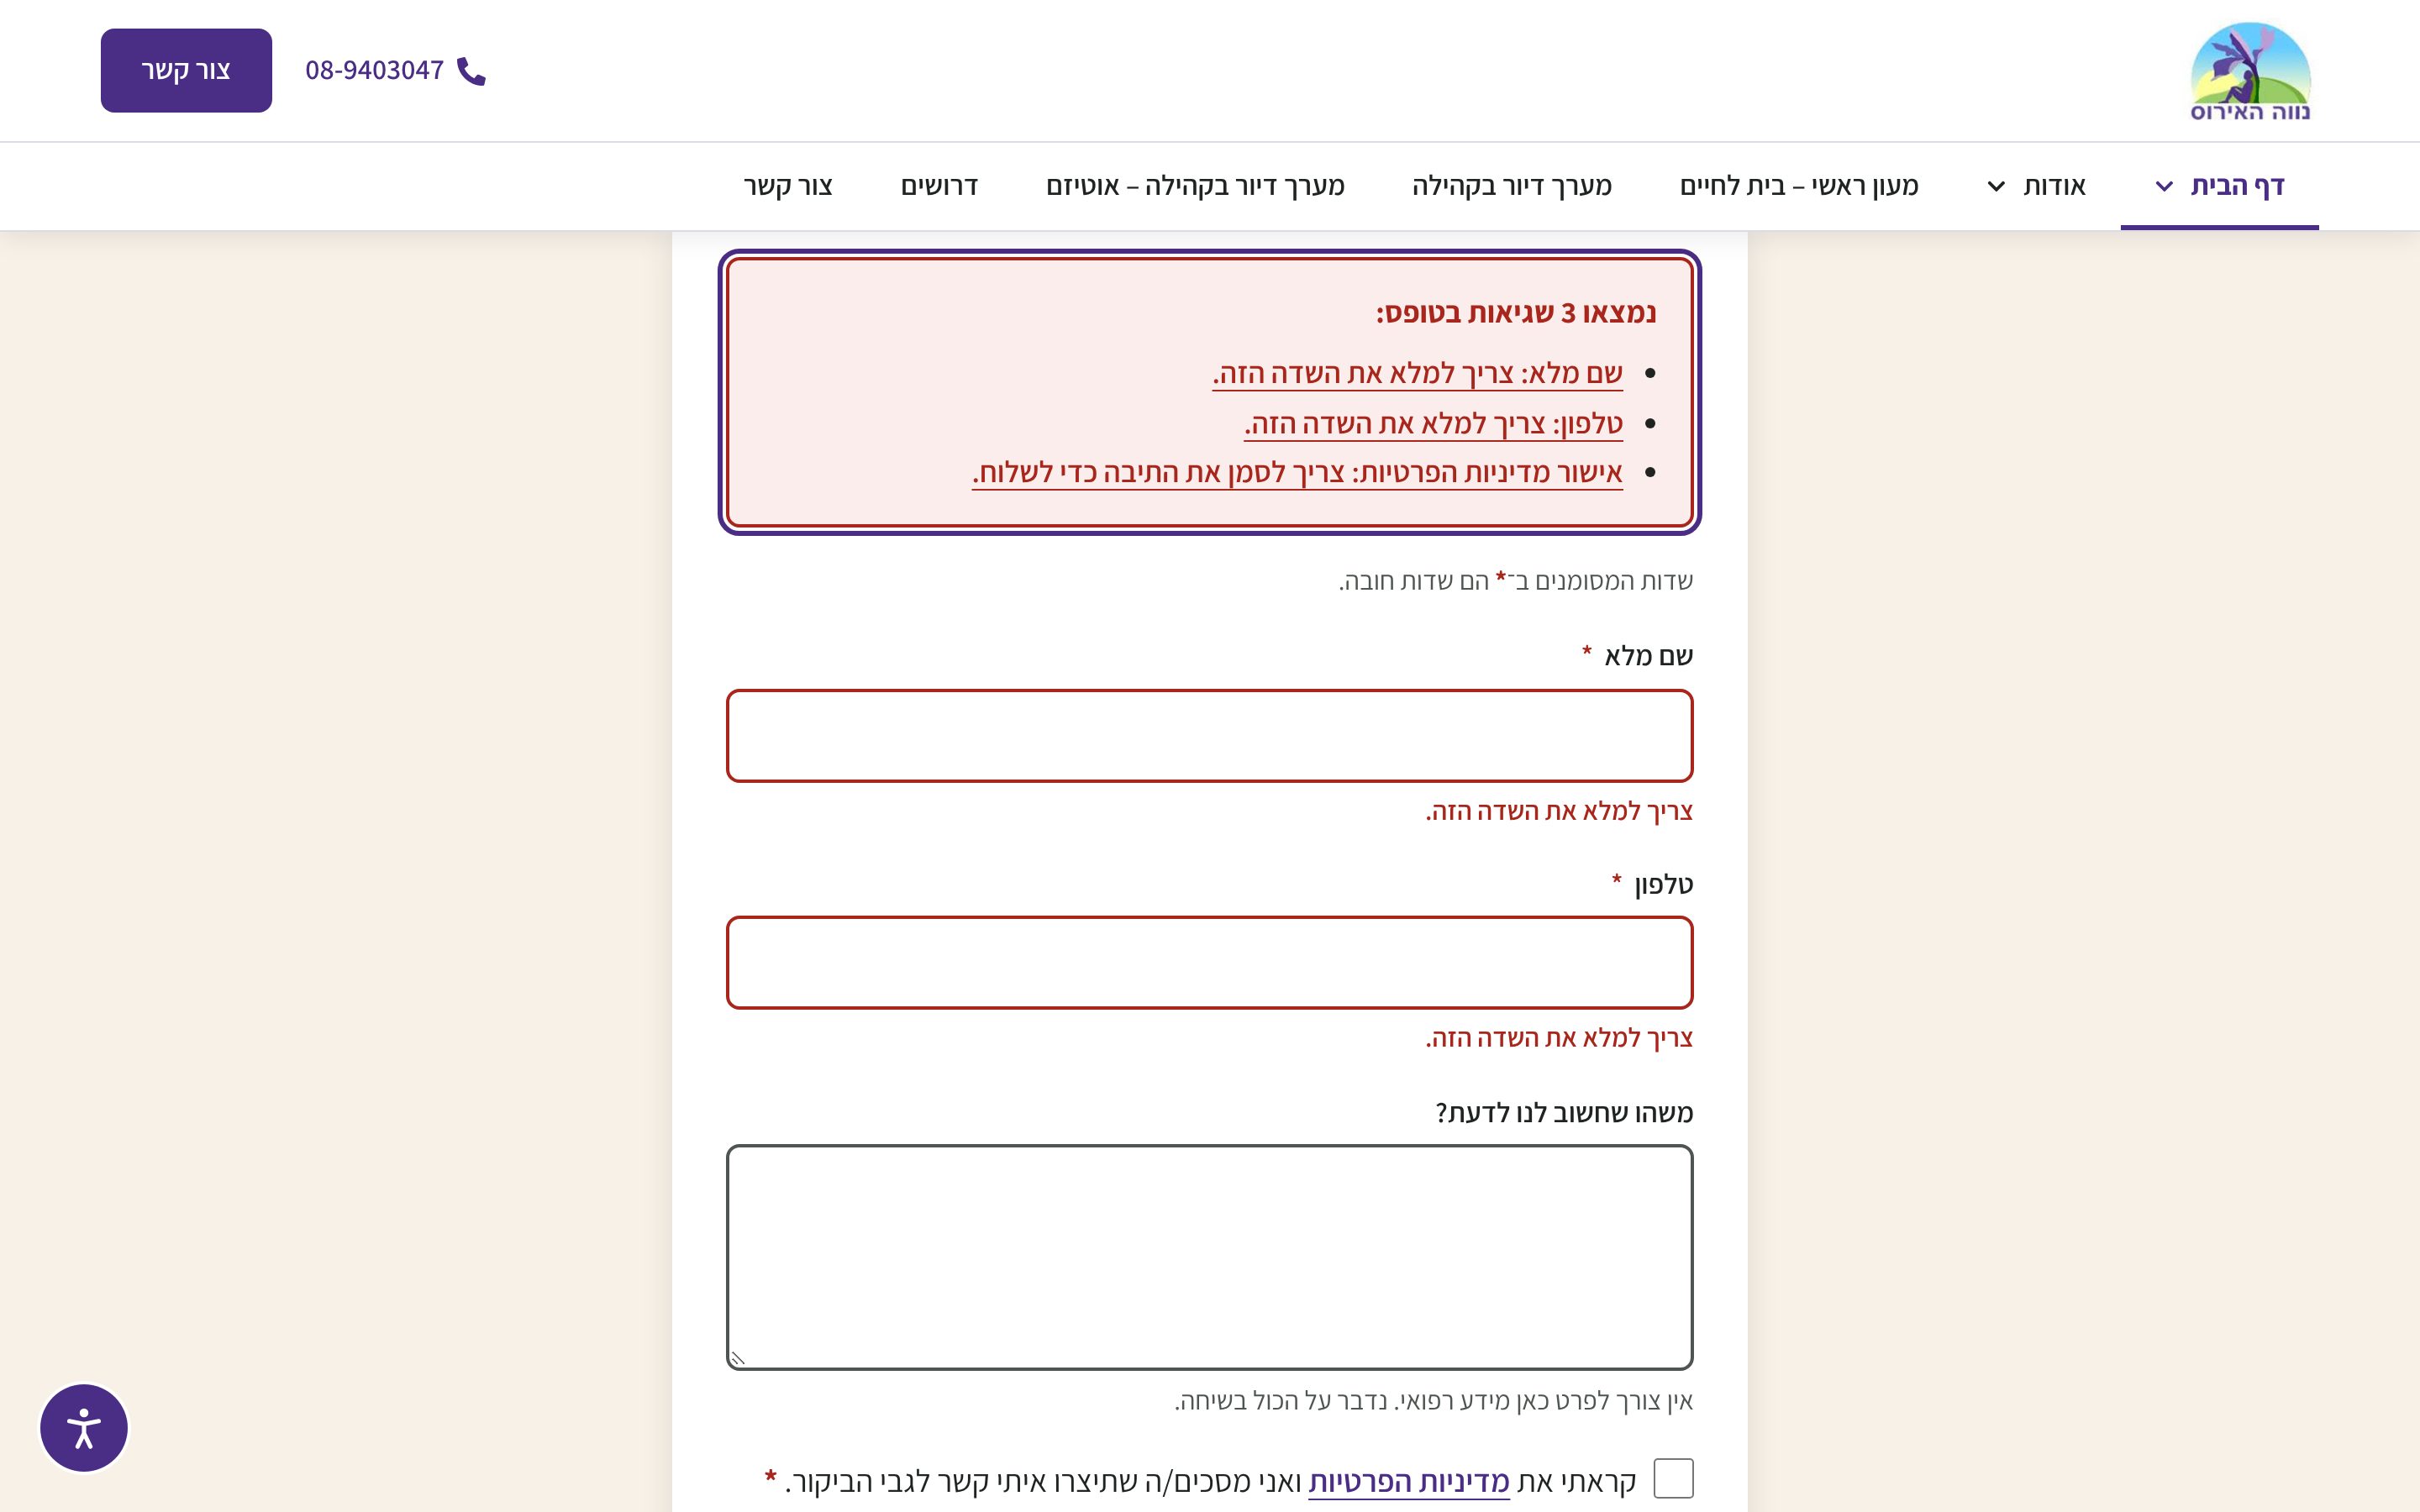 נווה האירוס
08-9403047
צור קשר
דף הבית
אודות
מעון ראשי – בית לחיים
מערך דיור בקהילה
מערך דיור בקהילה – אוטיזם
דרושים
צור קשר
נמצאו 3 שגיאות בטופס:
שם מלא: צריך למלא את השדה הזה.
טלפון: צריך למלא את השדה הזה.
אישור מדיניות הפרטיות: צריך לסמן את התיבה כדי לשלוח.
שדות המסומנים ב־* הם שדות חובה.
שם מלא *
צריך למלא את השדה הזה.
טלפון *
צריך למלא את השדה הזה.
משהו שחשוב לנו לדעת?
אין צורך לפרט כאן מידע רפואי. נדבר על הכול בשיחה.
קראתי את מדיניות הפרטיות ואני מסכים/ה שתיצרו איתי קשר לגבי הביקור. *